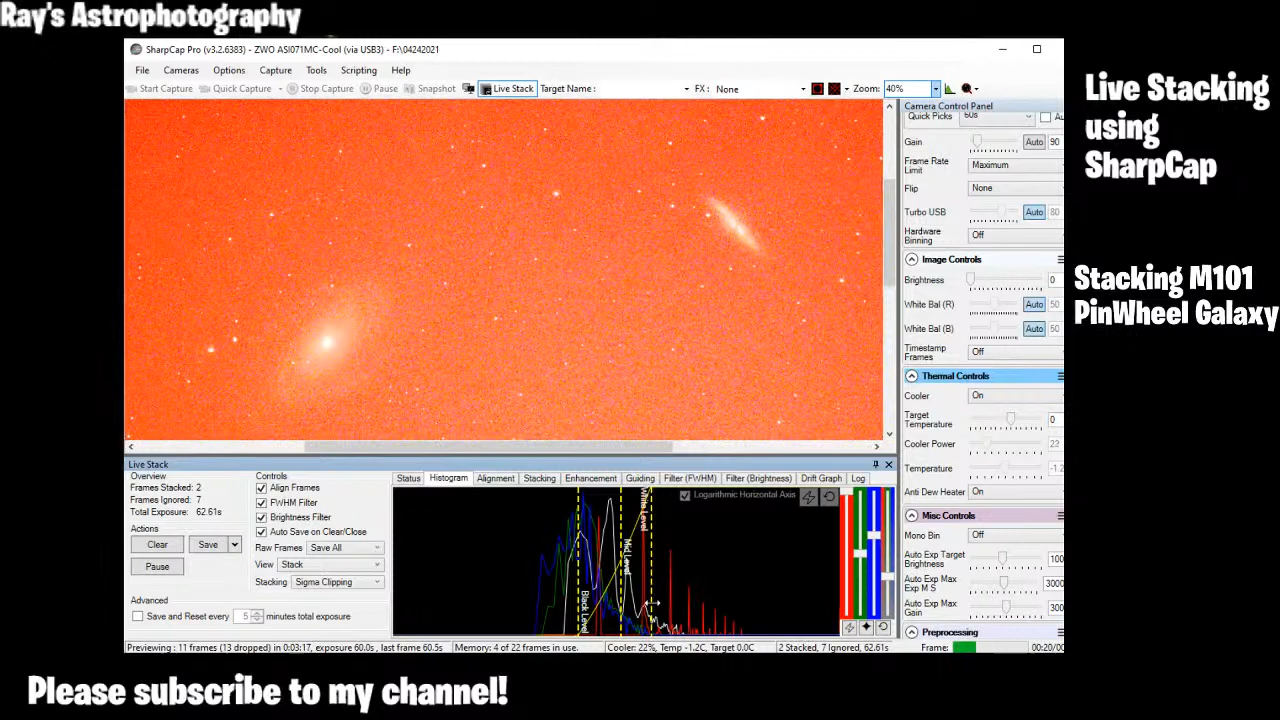 Ray's Astrophotography
SharpCap Pro (v3.2.6383) - ZWO ASI071MC-Cool (via USB3) - F:\04242021
File Cameras Options Capture Tools Scripting Help
Start Capture Quick Capture Stop Capture Pause Snapshot Live Stack Target Name : FX : None Zoom: 40%
Camera Control Panel
Quick Picks 60s Au
Gain Auto 90
Frame Rate Limit Maximum
Flip None
Turbo USB Auto 80
Hardware Binning Off
Image Controls
Brightness 0
White Bal (R) Auto 50
White Bal (B) Auto 50
Timestamp Frames Off
Thermal Controls
Cooler On
Target Temperature 0
Cooler Power 22
Temperature -1.2
Anti Dew Heater On
Misc Controls
Mono Bin Off
Auto Exp Target Brightness 100
Auto Exp Max Exp M S 3000
Auto Exp Max Gain 300
Preprocessing
Live Stacking
using
SharpCap
Stacking M101
PinWheel Galaxy
Live Stack
Overview
Frames Stacked: 2
Frames Ignored: 7
Total Exposure: 62.61s
Actions
Clear Save
Pause
Controls
Align Frames
FWHM Filter
Brightness Filter
Auto Save on Clear/Close
Raw Frames Save All
View Stack
Stacking Sigma Clipping
Advanced
Save and Reset every 5 minutes total exposure
Status Histogram Alignment Stacking Enhancement Guiding Filter (FWHM) Filter (Brightness) Drift Graph Log
Logarithmic Horizontal Axis
Black Level
Mid Level
White Level
Previewing : 11 frames (13 dropped) in 0:03:17, exposure 60.0s, last frame 60.5s Memory: 4 of 22 frames in use. Cooler: 22%, Temp -1.2C, Target 0.0C 2 Stacked, 7 Ignored, 62.61s Frame: 00:20/00
Please subscribe to my channel!